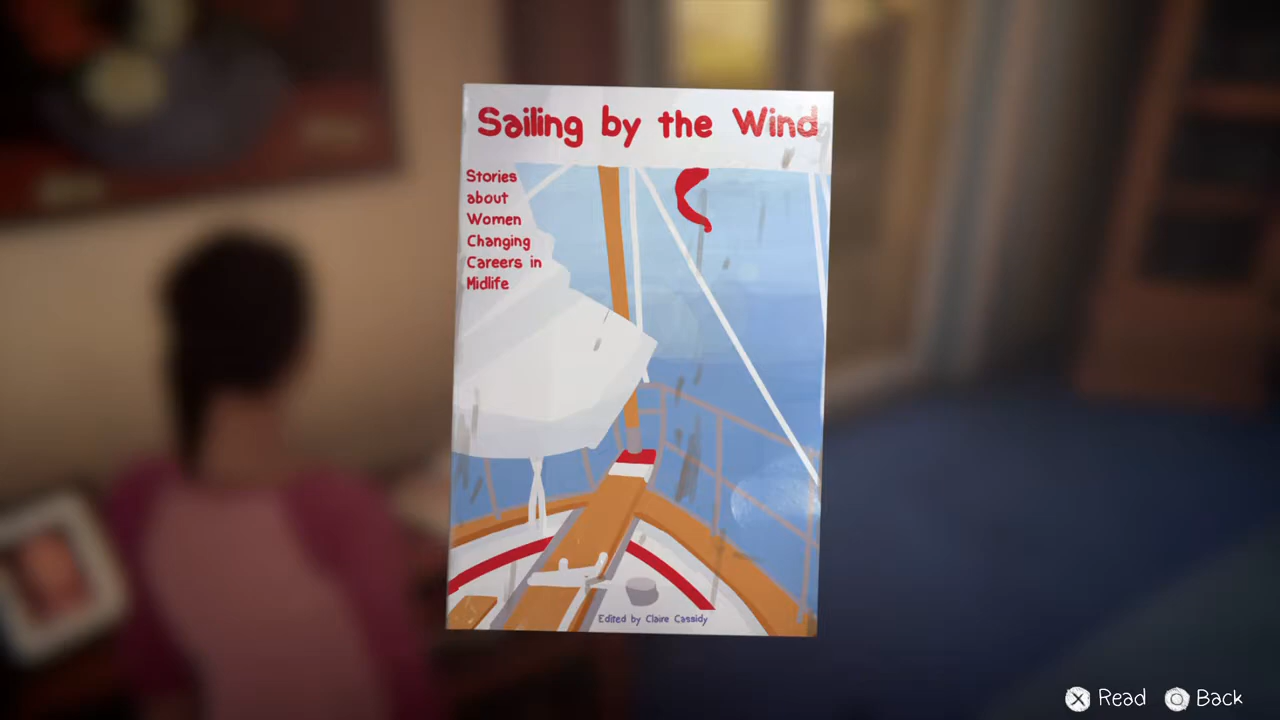 Sailing by the Wind
Stories
about
Women
Changing
Careers in
Midlife
Edited by Claire Cassidy
Read
Back